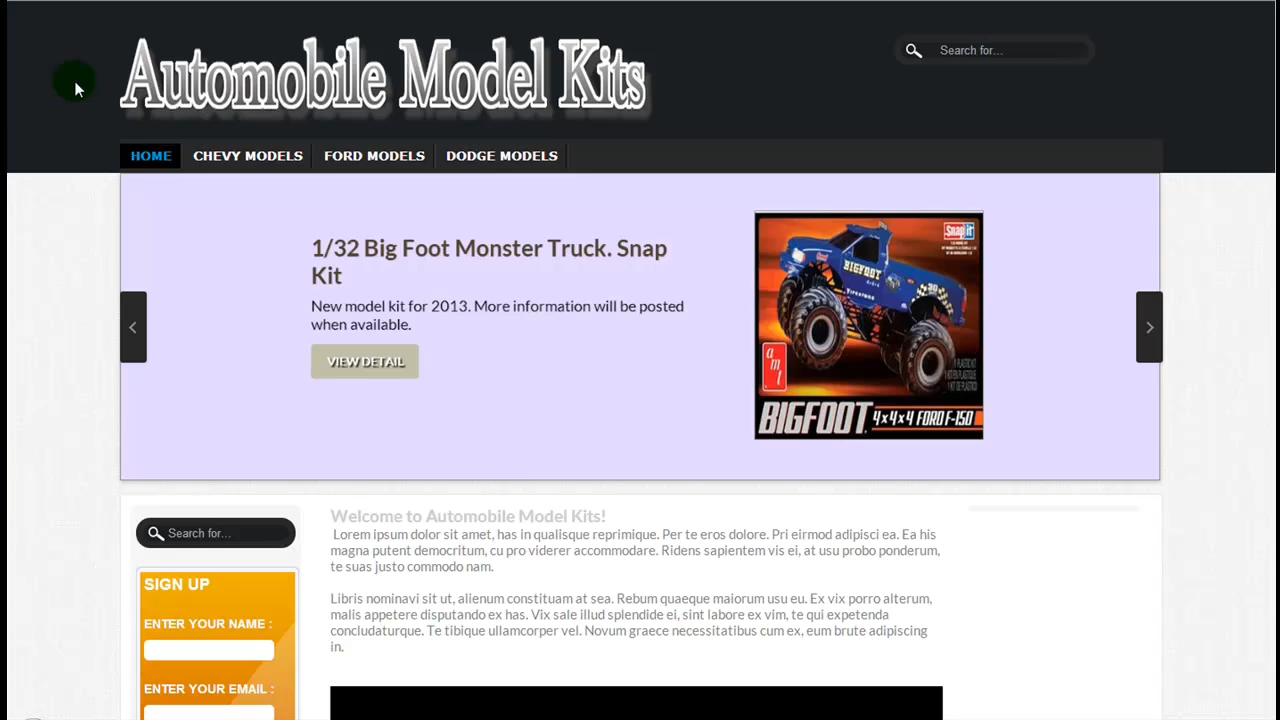 Automobile Model Kits
Search for...
HOME
CHEVY MODELS
FORD MODELS
DODGE MODELS
1/32 Big Foot Monster Truck. Snap
Kit
New model kit for 2013. More information will be posted
when available.
VIEW DETAIL
Snap it
BIGFOOT
Firestone
amt
BIGFOOT 4x4x4 FORD F-150
Search for...
SIGN UP
ENTER YOUR NAME :
ENTER YOUR EMAIL :
Welcome to Automobile Model Kits!
Lorem ipsum dolor sit amet, has in qualisque reprimique. Per te eros dolore. Pri eirmod adipisci ea. Ea his
magna putent democritum, cu pro viderer accommodare. Ridens sapientem vis ei, at usu probo ponderum,
te suas justo commodo nam.
Libris nominavi sit ut, alienum constituam at sea. Rebum quaeque maiorum usu eu. Ex vix porro alterum,
malis appetere disputando ex has. Vix sale illud splendide ei, sint labore ex vim, te qui expetenda
concludaturque. Te tibique ullamcorper vel. Novum graece necessitatibus cum ex, eum brute adipiscing
in.